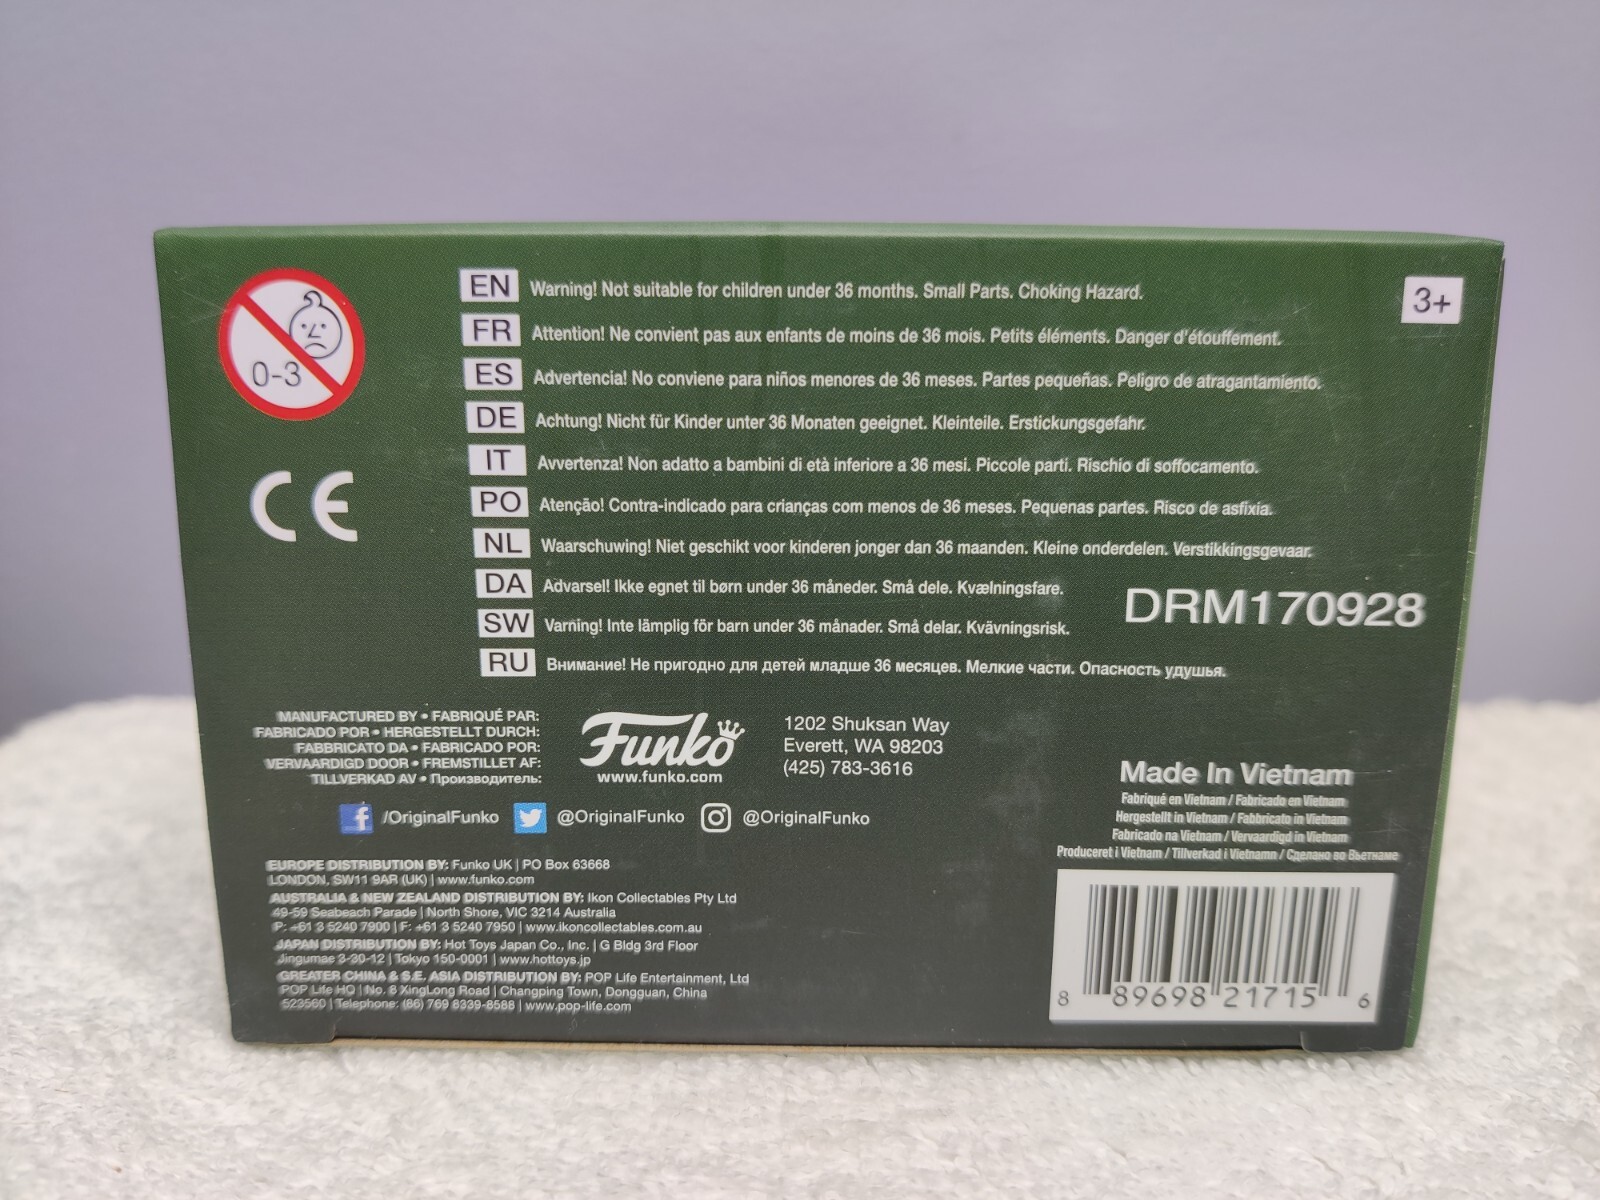 0-3
EN Warning! Not suitable for children under 36 months. Small Parts. Choking Hazard.
3+
FR Attention! Ne convient pas aux enfants de moins de 36 mois. Petits éléments. Danger d'étouffement.
ES Advertencia! No conviene para niños menores de 36 meses. Partes pequeñas. Peligro de atragantamiento.
DE Achtung! Nicht für Kinder unter 36 Monaten geeignet. Kleinteile. Erstickungsgefahr.
IT Avvertenza! Non adatto a bambini di età inferiore a 36 mesi. Piccole parti. Rischio di soffocamento.
PO Atenção! Contra-indicado para crianças com menos de 36 meses. Pequenas partes. Risco de asfixia.
NL Waarschuwing! Niet geschikt voor kinderen jonger dan 36 maanden. Kleine onderdelen. Verstikkingsgevaar.
DA Advarsel! Ikke egnet til børn under 36 måneder. Små dele. Kvælningsfare.
SW Varning! Inte lämplig för barn under 36 månader. Små delar. Kvävningsrisk.
RU Внимание! Не пригодно для детей младше 36 месяцев. Мелкие части. Опасность удушья.
CE
DRM170928
MANUFACTURED BY • FABRIQUÉ PAR:
FABRICADO POR • HERGESTELLT DURCH:
FABBRICATO DA • FABRICADO POR:
VERVAARDIGD DOOR • FREMSTILLET AF:
TILLVERKAD AV • Производитель:
Funko
www.funko.com
1202 Shuksan Way
Everett, WA 98203
(425) 783-3616
/OriginalFunko @OriginalFunko @OriginalFunko
EUROPE DISTRIBUTION BY: Funko UK | PO Box 63668
LONDON, SW11 9AR (UK) | www.funko.com
AUSTRALIA & NEW ZEALAND DISTRIBUTION BY: Ikon Collectables Pty Ltd
49-59 Seabeach Parade | North Shore, VIC 3214 Australia
P: +61 3 5240 7900 | F: +61 3 5240 7950 | www.ikoncollectables.com.au
JAPAN DISTRIBUTION BY: Hot Toys Japan Co., Inc. | G Bldg 3rd Floor
Jingumae 3-30-12 | Tokyo 150-0001 | www.hottoys.jp
GREATER CHINA & S.E. ASIA DISTRIBUTION BY: POP Life Entertainment, Ltd
POP Life HQ | No. 8 XingLong Road | Changping Town, Dongguan, China
523560 | Telephone: (86) 769 8339-8588 | www.pop-life.com
Made In Vietnam
Fabriqué en Vietnam / Fabricado en Vietnam
Hergestellt in Vietnam / Fabbricato in Vietnam
Fabricado na Vietnam / Vervaardigd in Vietnam
Produceret i Vietnam / Tillverkad i Vietnamn / Сделано во Вьетнаме
8 89698 21715 6